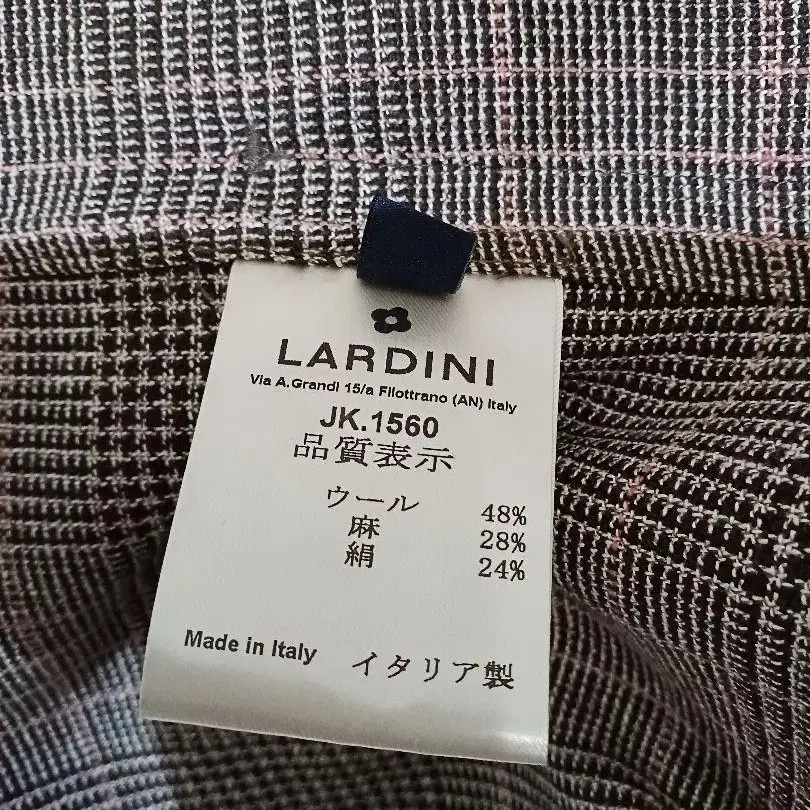 LARDINI
Via A.Grandi 15/a Filottrano (AN) Italy
JK.1560
品質表示
ウール 48%
麻 28%
絹 24%
Made in Italy イタリア製